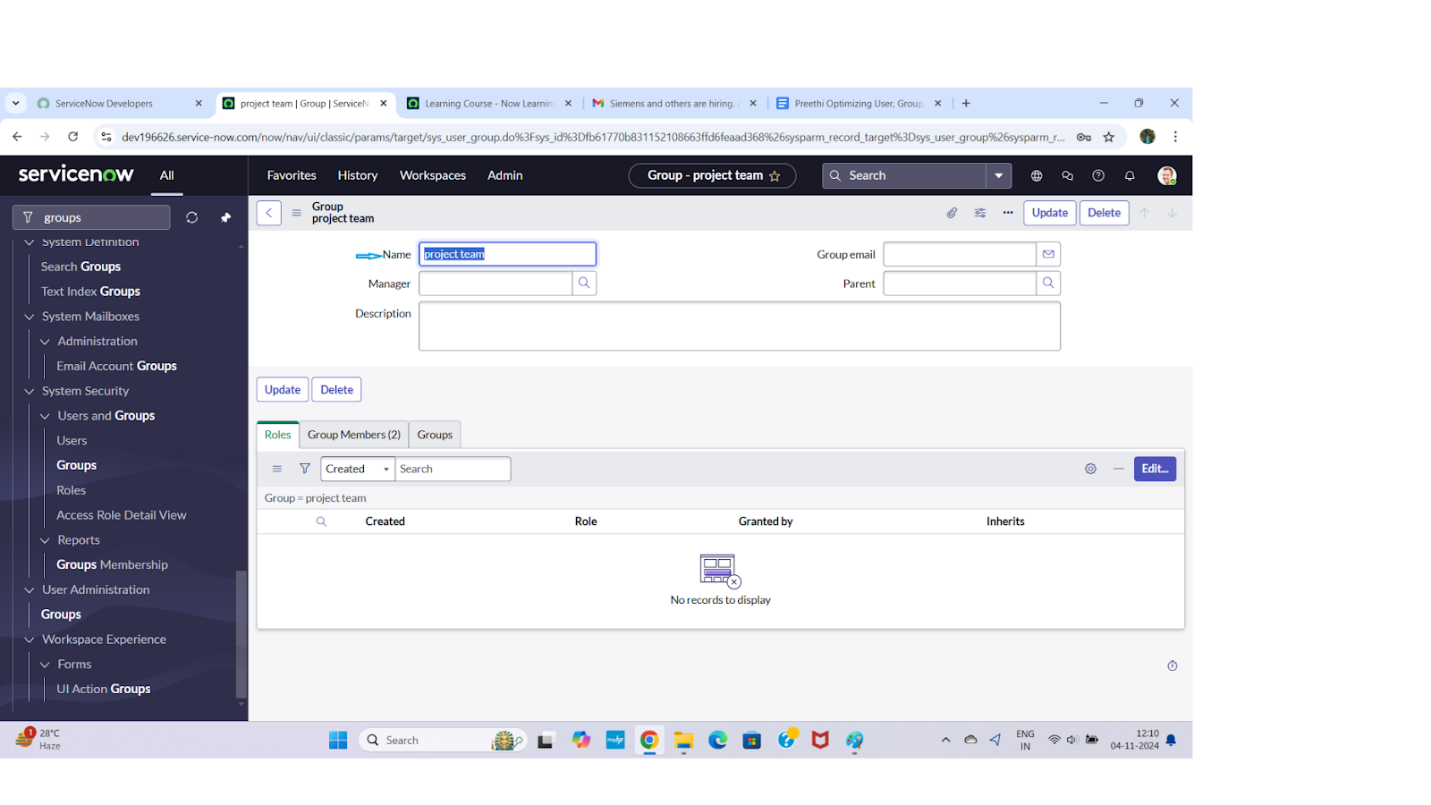 ServiceNow Developers
project team | Group | ServiceN
Learning Course - Now Learning
Siemens and others are hiring.
Preethi Optimizing User, Group
dev196626.service-now.com/now/nav/ui/classic/params/target/sys_user_group.do%3Fsys_id%3Dfb61770b831152108663ffd6feaad368%26sysparm_record_target%3Dsys_user_group%26sysparm_r...
servicenow
All
Favorites
History
Workspaces
Admin
Group - project team
Search
groups
System Definition
Search Groups
Text Index Groups
System Mailboxes
Administration
Email Account Groups
System Security
Users and Groups
Users
Groups
Roles
Access Role Detail View
Reports
Groups Membership
User Administration
Groups
Workspace Experience
Forms
UI Action Groups
Group
project team
Update
Delete
Name
project team
Group email
Manager
Parent
Description
Update
Delete
Roles
Group Members (2)
Groups
Created
Search
Edit...
Group = project team
Created
Role
Granted by
Inherits
No records to display
1
28°C
Haze
Search
ENG
IN
12:10
04-11-2024